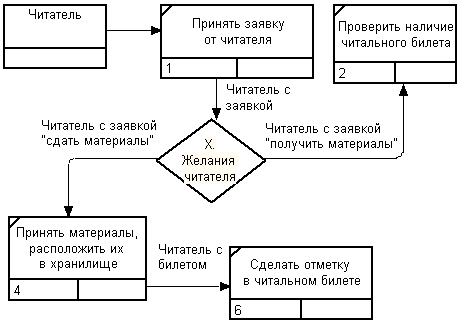 Читатель
Принять заявку
от читателя
1
Проверить наличие
читального билета
2
Читатель с
заявкой
Читатель с заявкой
"сдать материалы"
X.
Желания
читателя
Читатель с заявкой
"получить материалы"
Принять материалы,
расположить их
в хранилище
4
Читатель с
билетом
Сделать отметку
в читальном билете
6